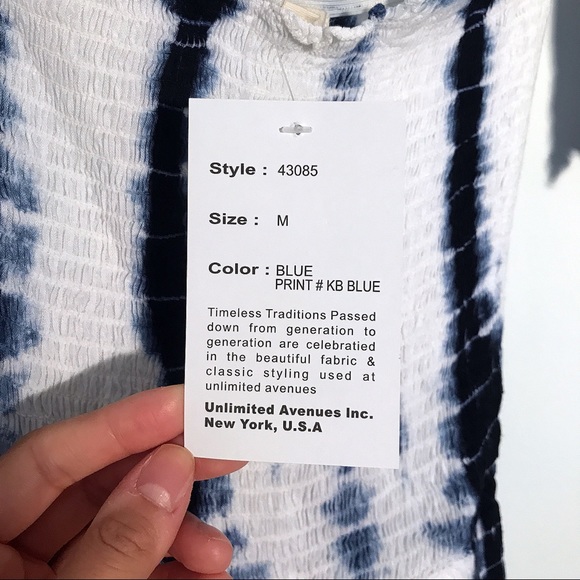 Style : 43085
Size : M
Color : BLUE
PRINT # KB BLUE
Timeless Traditions Passed
down from generation to
generation are celebratied
in the beautiful fabric &
classic styling used at
unlimited avenues
Unlimited Avenues Inc.
New York, U.S.A